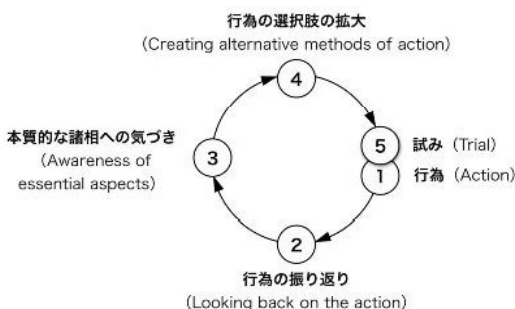 行為の選択肢の拡大
(Creating alternative methods of action)
4
5 試み (Trial)
1 行為 (Action)
本質的な諸相への気づき
(Awareness of
essential aspects)
3
2
行為の振り返り
(Looking back on the action)